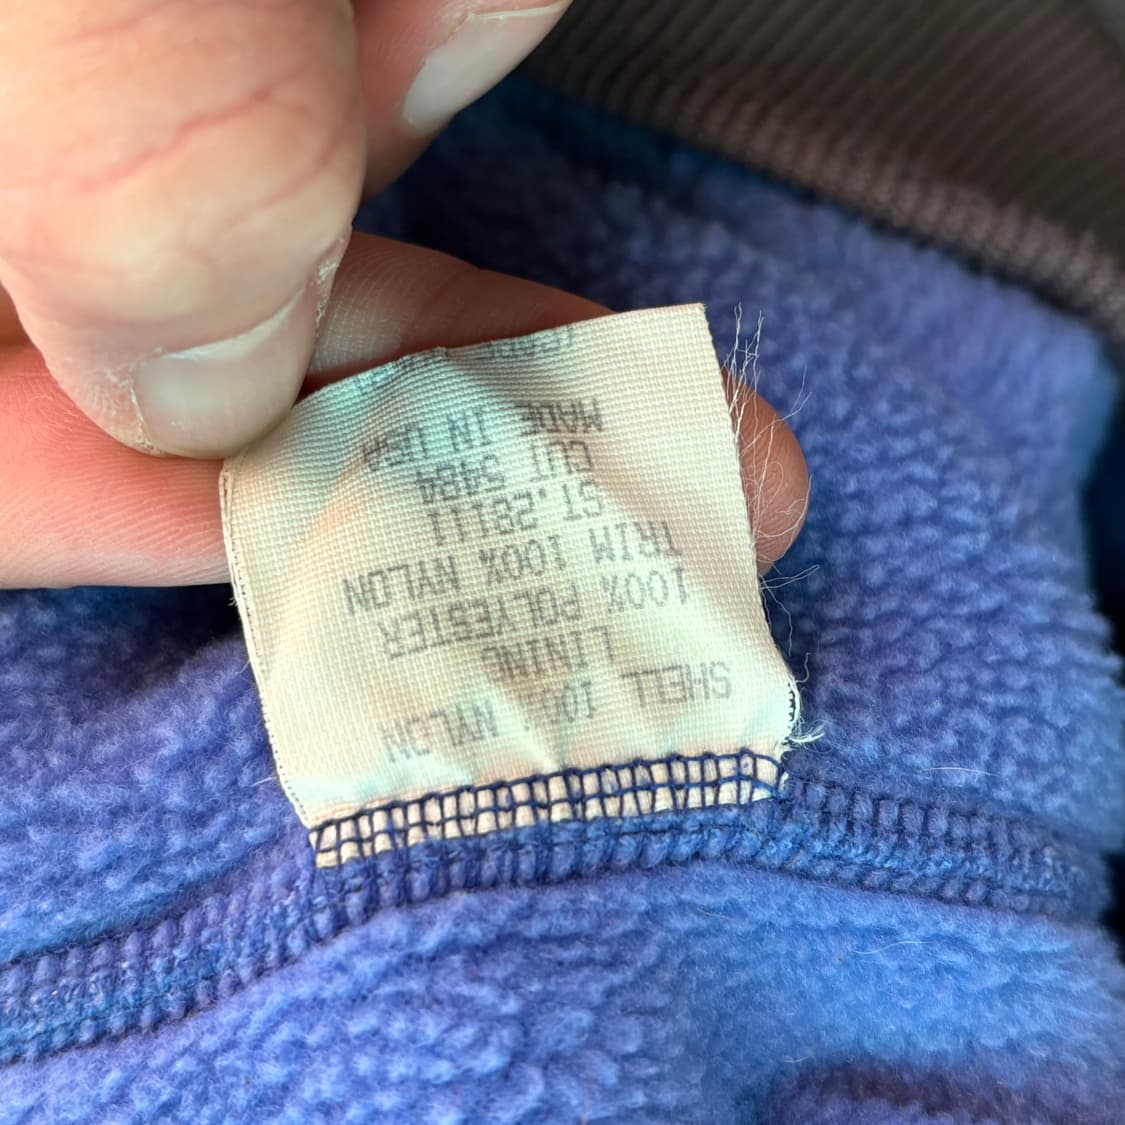 SHELL 100% NYLON
LINING
100% POLYESTER
TRIM 100% NYLON
ST.28111
CUT 5484
MADE IN USA